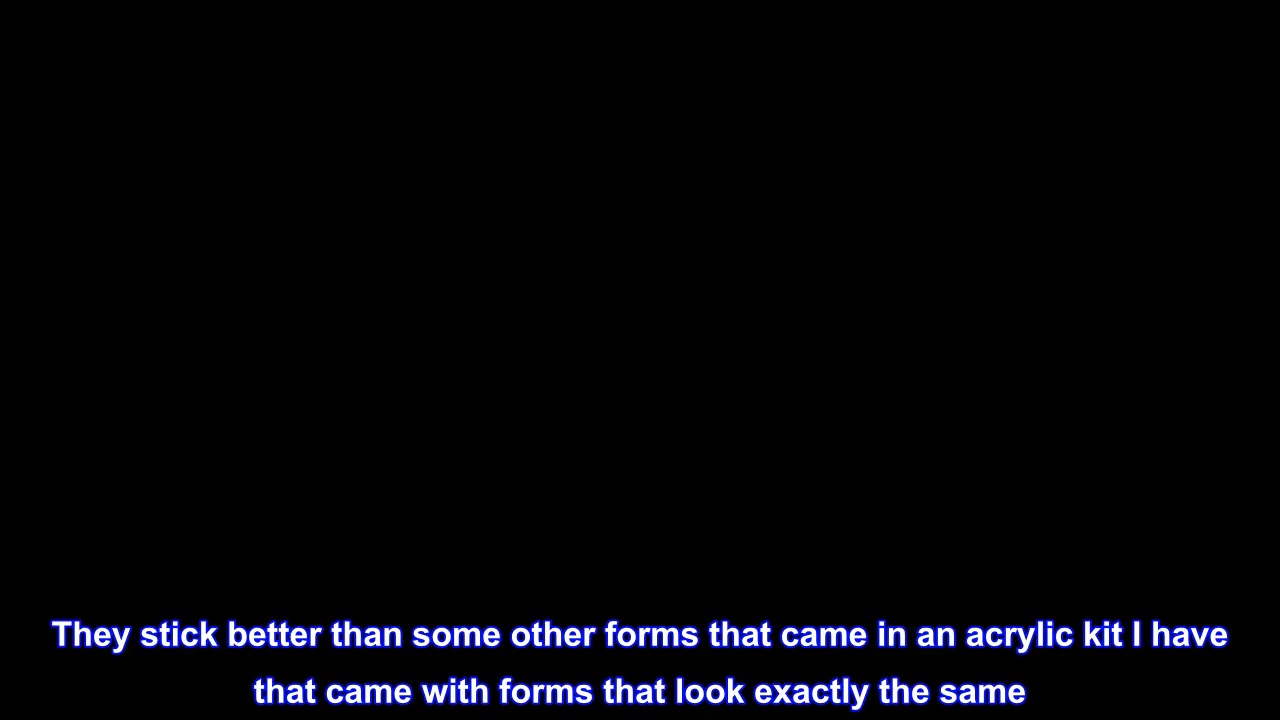 They stick better than some other forms that came in an acrylic kit I have
that came with forms that look exactly the same